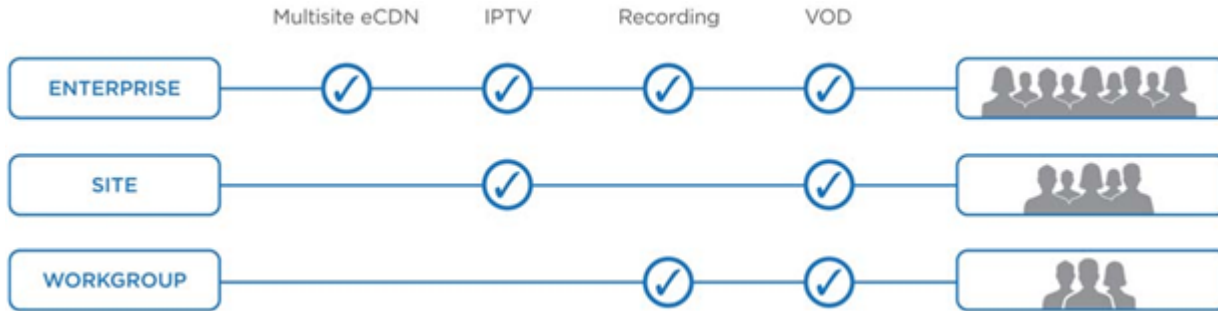 Multisite eCDN IPTV Recording VOD
ENTERPRISE
SITE
WORKGROUP